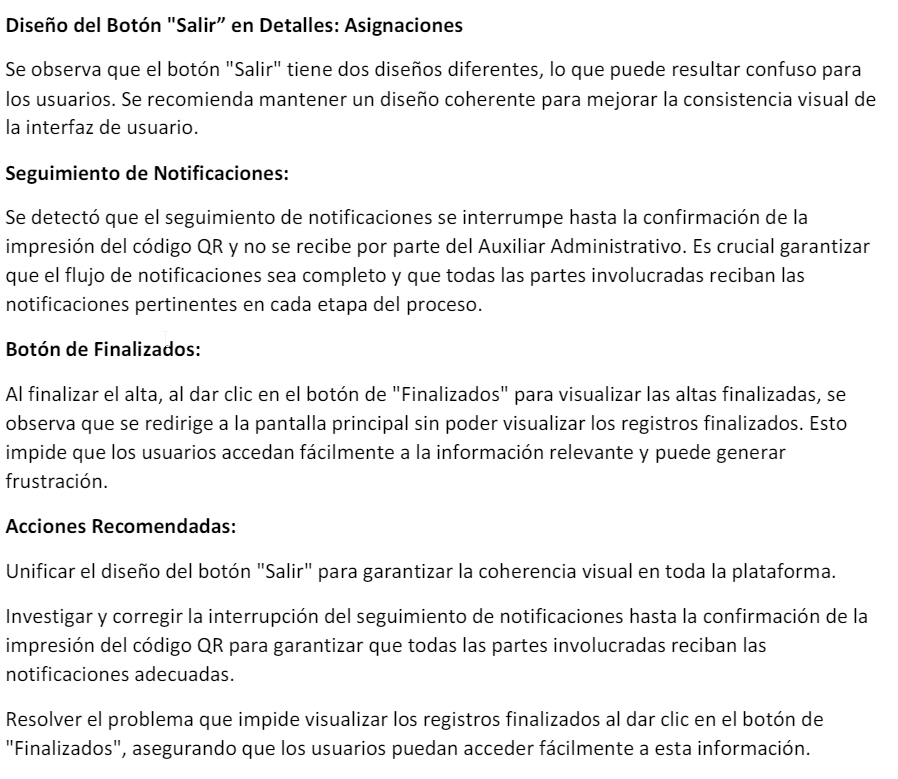 Diseño del Botón "Salir” en Detalles: Asignaciones
Se observa que el botón "Salir" tiene dos diseños diferentes, lo que puede resultar confuso para
los usuarios. Se recomienda mantener un diseño coherente para mejorar la consistencia visual de
la interfaz de usuario.
Seguimiento de Notificaciones:
Se detectó que el seguimiento de notificaciones se interrumpe hasta la confirmación de la
impresión del código QR y no se recibe por parte del Auxiliar Administrativo. Es crucial garantizar
que el flujo de notificaciones sea completo y que todas las partes involucradas reciban las
notificaciones pertinentes en cada etapa del proceso.
Botón de Finalizados:
Al finalizar el alta, al dar clic en el botón de "Finalizados" para visualizar las altas finalizadas, se
observa que se redirige a la pantalla principal sin poder visualizar los registros finalizados. Esto
impide que los usuarios accedan fácilmente a la información relevante y puede generar
frustración.
Acciones Recomendadas:
Unificar el diseño del botón "Salir" para garantizar la coherencia visual en toda la plataforma.
Investigar y corregir la interrupción del seguimiento de notificaciones hasta la confirmación de la
impresión del código QR para garantizar que todas las partes involucradas reciban las
notificaciones adecuadas.
Resolver el problema que impide visualizar los registros finalizados al dar clic en el botón de
"Finalizados", asegurando que los usuarios puedan acceder fácilmente a esta información.